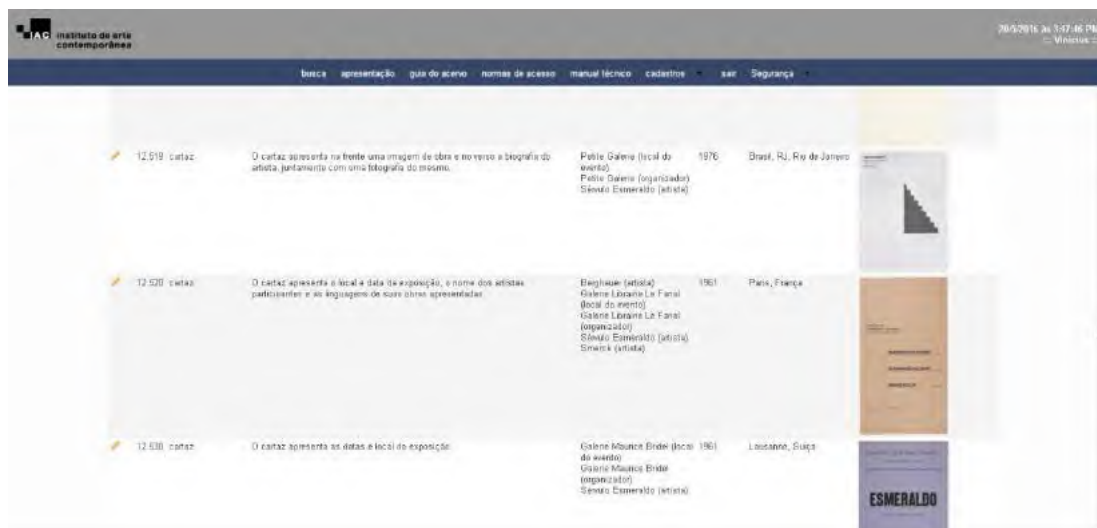 IAC instituto de arte
contemporânea
20/5/2016 às 3:47:46 PM
:: Vinicius ::
busca apresentação guia do acervo normas de acesso manual técnico cadastros sair Segurança
12.519 cartaz O cartaz apresenta na frente uma imagem de obra e no verso a biografia do Petite Galerie (local do 1976 Brasil, RJ, Rio de Janeiro
artista, juntamente com uma fotografia do mesmo. evento)
Petite Galerie (organizador)
Sérvulo Esmeraldo (artista)
12.520 cartaz O cartaz apresenta o local e data da exposição, o nome dos artistas Berghauer (artista) 1961 Paris, França
participantes e as linguagens de suas obras apresentadas. Galerie Librairie Le Fanal
(local do evento)
Galerie Librairie Le Fanal
(organizador)
Sérvulo Esmeraldo (artista)
Smerck (artista)
cartaz O cartaz apresenta as datas e local da exposição. Galerie Maurice Bridel (local 1961 Lausanne, Suíça
do evento)
Galerie Maurice Bridel
(organizador)
Sérvulo Esmeraldo (artista)
ESMERALDO